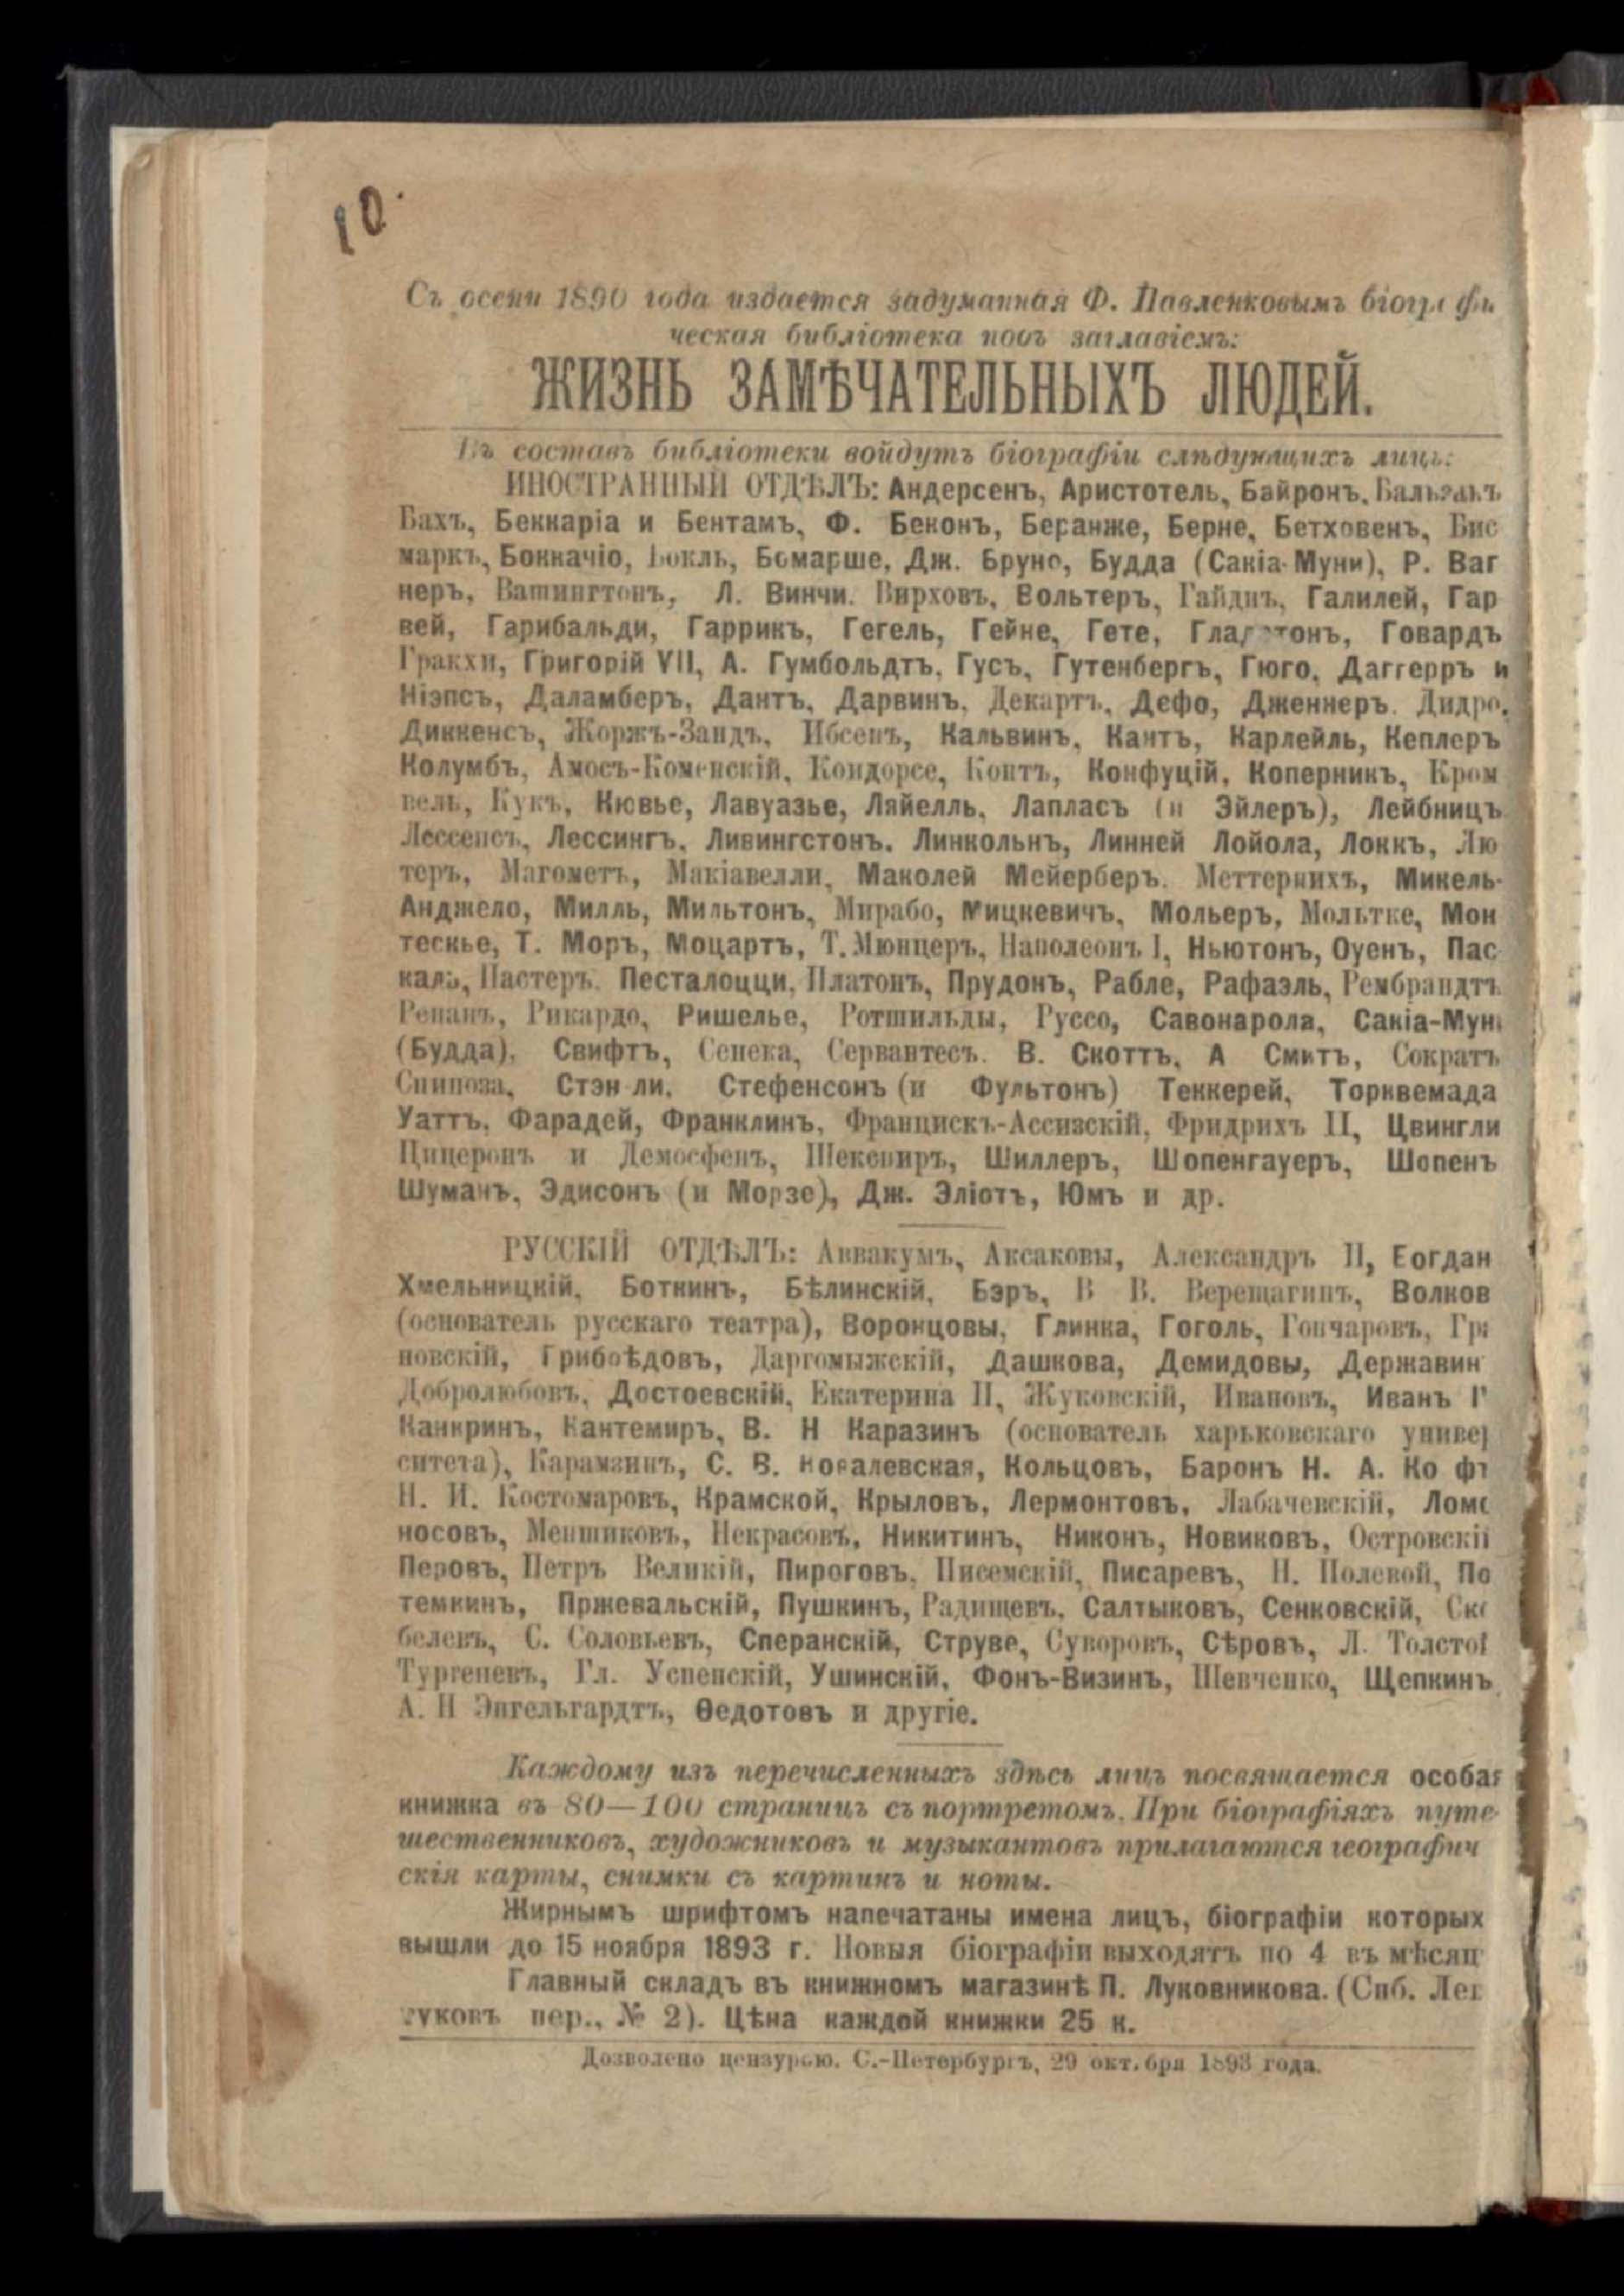 10.
Съ осени 1890 года издается задуманная Ф. Павленковымъ
ческая библіотека подъ заглавіемъ:
ЖИЗНЬ ЗАМѢЧАТЕЛЬНЫХЪ ЛЮДЕЙ.
Въ составъ библіотеки войдутъ біографіи слѣдующихъ лицъ:
ИНОСТРАННЫЙ ОТДѢЛЪ: Андерсенъ, Аристотель, Байронъ, Бальзакъ
Бахъ, Беккаріа и Бентамъ, Ф. Беконъ, Беранже, Берне, Бетховенъ, Бис
маркъ, Боккачіо, Бокль, Бомарше, Дж. Бруно, Будда (Сакіа-Муни), Р. Ваг
неръ, Вашингтонъ, Л. Винчи. Вирховъ, Вольтеръ, Гайднъ, Галилей, Гар
вей, Гарибальди, Гаррикъ, Гегель, Гейне, Гете, Гладстонъ, Говардъ
Гракхи, Григорій VII, А. Гумбольдтъ, Гусъ, Гутенбергъ, Гюго, Даггерръ и
Ніэпсъ, Даламберъ, Дантъ, Дарвинъ, Декартъ, Дефо, Дженнеръ. Дидро,
Диккенсъ, Жоржъ-Зандъ, Ибсенъ, Кальвинъ, Кантъ, Карлейль, Кеплеръ
Колумбъ, Амосъ-Коменскій, Кондорсе, Контъ, Конфуцій, Коперникъ, Кром
вель, Кукъ, Кювье, Лавуазье, Ляйелль, Лапласъ (и Эйлеръ), Лейбницъ
Лессепсъ, Лессингъ, Ливингстонъ, Линкольнъ, Линней Лойола, Локкъ, Лю
теръ, Магометъ, Макіавелли, Маколей Мейерберъ. Меттернихъ, Микель-
Анджело, Милль, Мильтонъ, Мирабо, Мицкевичъ, Мольеръ, Мольтке, Мон
тескье, Т. Моръ, Моцартъ, Т. Мюнцеръ, Наполеонъ I, Ньютонъ, Оуенъ, Пас
каль, Пастеръ. Песталоцци, Платонъ, Прудонъ, Рабле, Рафаэль, Рембрандтъ
Ренанъ, Рикардо, Ришелье, Ротшильды, Руссо, Савонарола, Сакіа-Мун
(Будда), Свифтъ, Сенека, Сервантесъ. В. Скоттъ, А Смитъ, Сократъ
Спиноза, Стэнли, Стефенсонъ (и Фультонъ) Теккерей, Торквемада
Уаттъ, Фарадей, Франклинъ, Францискъ-Ассизскій, Фридрихъ II, Цвингли
Цицеронъ и Демосфенъ, Шекспиръ, Шиллеръ, Шопенгауеръ, Шопенъ
Шуманъ, Эдисонъ (и Морзе), Дж. Эліотъ, Юмъ и др.
РУССКІЙ ОТДѢЛЪ: Аввакумъ, Аксаковы, Александръ II, Богдан
Хмельницкій, Боткинъ, Бѣлинскій, Бэръ, В В. Верещагинъ, Волков
(основатель русскаго театра), Воронцовы, Глинка, Гоголь, Гончаровъ, Гра
новскій, Грибоѣдовъ, Даргомыжскій, Дашкова, Демидовы, Державин
Добролюбовъ, Достоевскій, Екатерина II, Жуковскій, Ивановъ, Иванъ
Канкринъ, Кантемиръ, В. Н Каразинъ (основатель харьковскаго универ
ситета), Карамзинъ, С. В. Ковалевская, Кольцовъ, Баронъ Н. А. Ко ф
Н. И. Костомаровъ, Крамской, Крыловъ, Лермонтовъ, Лабачевскій, Ломо
носовъ, Меншиковъ, Некрасовъ, Никитинъ, Никонъ, Новиковъ, Островскі
Перовъ, Петръ Великій, Пироговъ, Писемскій, Писаревъ, Н. Полевой, По
темкинъ, Пржевальскій, Пушкинъ, Радищевъ, Салтыковъ, Сенковскій, Ско
белевъ, С. Соловьевъ, Сперанскій, Струве, Суворовъ, Сѣровъ, Л. Толсто
Тургеневъ, Гл. Успенскій, Ушинскій, Фонъ-Визинъ, Шевченко, Щепкинъ
А. Н Энгельгардтъ, Ѳедотовъ и другіе.
Каждому изъ перечисленныхъ здѣсь лицъ посвящается особая
книжка въ 80—100 страницъ съ портретомъ. При біографіяхъ путе-
шественниковъ, художниковъ и музыкантовъ прилагаются географич
скія карты, снимки съ картинъ и ноты.
Жирнымъ шрифтомъ напечатаны имена лицъ, біографіи которых
вышли до 15 ноября 1893 г. Новыя біографіи выходятъ по 4 въ мѣсяц
Главный складъ въ книжномъ магазинѣ П. Луковникова. (Спб. Лег
туковъ пер., № 2). Цѣна каждой книжки 25 к.
Дозволено цензурою. С.-Петербургъ, 29 октября 1893 года.